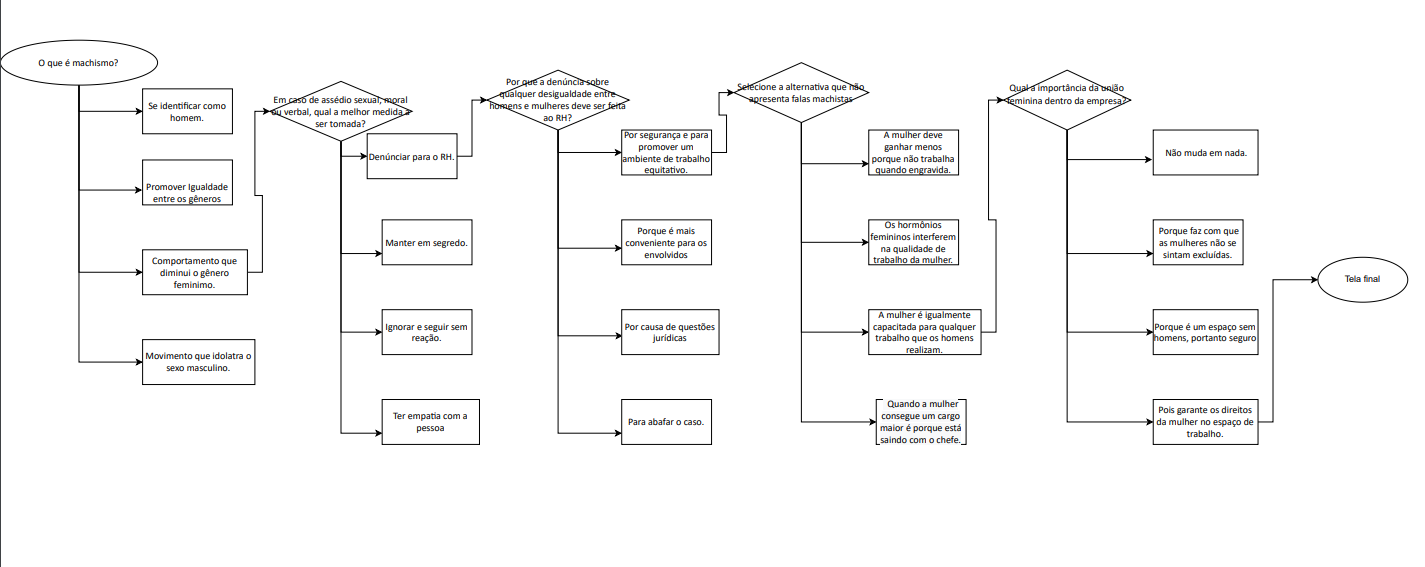 O que é machismo?
Se identificar como
homem.
Promover Igualdade
entre os gêneros
Comportamento que
diminui o gênero
feminimo.
Movimento que idolatra o
sexo masculino.
Em caso de assédio sexual, moral
ou verbal, qual a melhor medida a
ser tomada?
Denúnciar para o RH.
Manter em segredo.
Ignorar e seguir sem
reação.
Ter empatia com a
pessoa
Por que a denúncia sobre
qualquer desigualdade entre
homens e mulheres deve ser feita
ao RH?
Por segurança e para
promover um
ambiente de trabalho
equitativo.
Porque é mais
conveniente para os
envolvidos
Por causa de questões
jurídicas
Para abafar o caso.
Selecione a alternativa que não
apresenta falas machistas
A mulher deve
ganhar menos
porque não trabalha
quando engravida.
Os hormônios
femininos interferem
na qualidade de
trabalho da mulher.
A mulher é igualmente
capacitada para qualquer
trabalho que os homens
realizam.
Quando a mulher
consegue um cargo
maior é porque está
saindo com o chefe.
Qual a importância da união
feminina dentro da empresa?
Não muda em nada.
Porque faz com que
as mulheres não se
sintam excluídas.
Porque é um espaço sem
homens, portanto seguro
Pois garante os direitos
da mulher no espaço de
trabalho.
Tela final